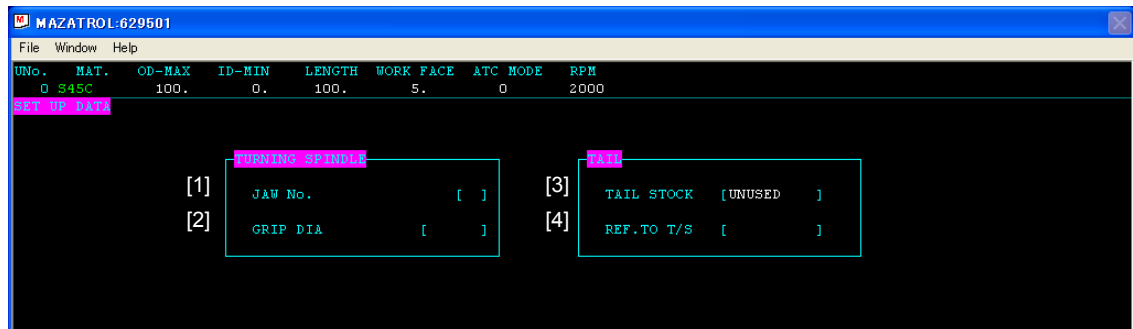 MAZATROL:629501
File Window Help
UNo. MAT. OD-MAX ID-MIN LENGTH WORK FACE ATC MODE RPM
0 S45C 100. 0. 100. 5. 0 2000
SET UP DATA
TURNING SPINDLE TAIL
[1] JAW No. [ ] [3] TAIL STOCK [UNUSED ]
[2] GRIP DIA [ ] [4] REF.TO T/S [ ]